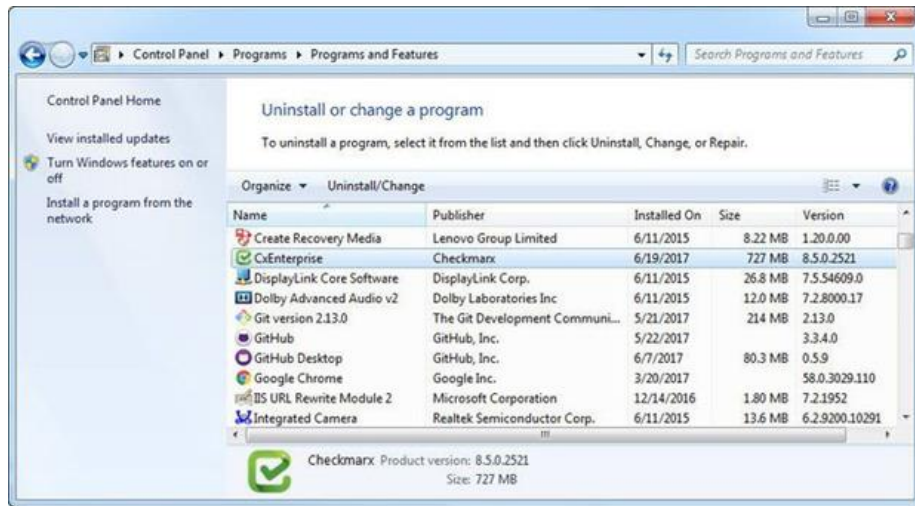 Control Panel ▸ Programs ▸ Programs and Features
Search Programs and Features
Control Panel Home
View installed updates
Turn Windows features on or
off
Install a program from the
network
Uninstall or change a program
To uninstall a program, select it from the list and then click Uninstall, Change, or Repair.
Organize Uninstall/Change
Name Publisher Installed On Size Version
Create Recovery Media Lenovo Group Limited 6/11/2015 8.22 MB 1.20.0.00
CxEnterprise Checkmarx 6/19/2017 727 MB 8.5.0.2521
DisplayLink Core Software DisplayLink Corp. 6/11/2015 26.8 MB 7.5.54609.0
Dolby Advanced Audio v2 Dolby Laboratories Inc 6/11/2015 12.0 MB 7.2.8000.17
Git version 2.13.0 The Git Development Communi... 5/21/2017 214 MB 2.13.0
GitHub GitHub, Inc. 5/22/2017 3.3.4.0
GitHub Desktop GitHub, Inc. 6/7/2017 80.3 MB 0.5.9
Google Chrome Google Inc. 3/20/2017 58.0.3029.110
IIS URL Rewrite Module 2 Microsoft Corporation 12/14/2016 1.80 MB 7.2.1952
Integrated Camera Realtek Semiconductor Corp. 6/11/2015 13.6 MB 6.2.9200.10291
Checkmarx Product version: 8.5.0.2521
Size: 727 MB